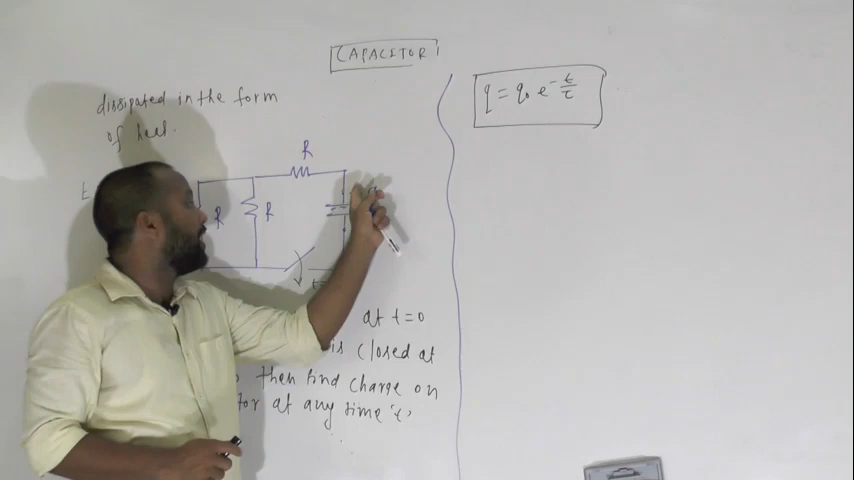 CAPACITOR
dissipated in the form
of heat.
R
R
R
t=
at t=0
is closed at
then find charge on
tor at any time 't'
q = q₀ e^{-t/τ}